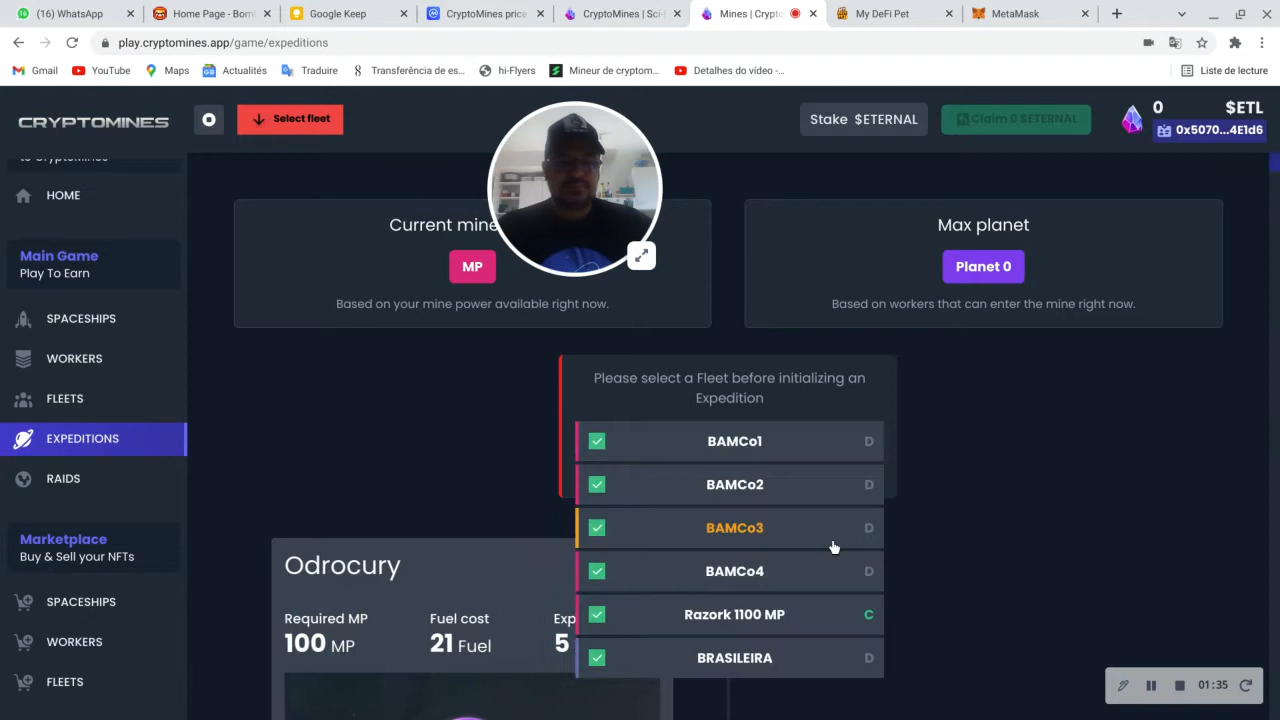 WhatsApp
Home Page - Bom
Google Keep
CryptoMines price
CryptoMines | Sci-
Mines | Crypto
My DeFi Pet
MetaMask
play.cryptomines.app/game/expeditions
Gmail
YouTube
Maps
Actualités
Traduire
Transferência de es...
hi-Flyers
Mineur de cryptom...
Detalhes do vídeo -...
Liste de lecture
CRYPTOMINES
Select fleet
Stake $ETERNAL
Claim 0 $ETERNAL
0
$ETL
0x5070...4E1d6
to CryptoMines
HOME
Main Game
Play To Earn
SPACESHIPS
WORKERS
FLEETS
EXPEDITIONS
RAIDS
Marketplace
Buy & Sell your NFTs
SPACESHIPS
WORKERS
FLEETS
Current mine
MP
Based on your mine power available right now.
Max planet
Planet 0
Based on workers that can enter the mine right now.
Please select a Fleet before initializing an
Expedition
BAMCo1 D
BAMCo2 D
BAMCo3 D
BAMCo4 D
Razork 1100 MP C
BRASILEIRA D
Odrocury
Required MP
100 MP
Fuel cost
21 Fuel
Exp
5
01:35